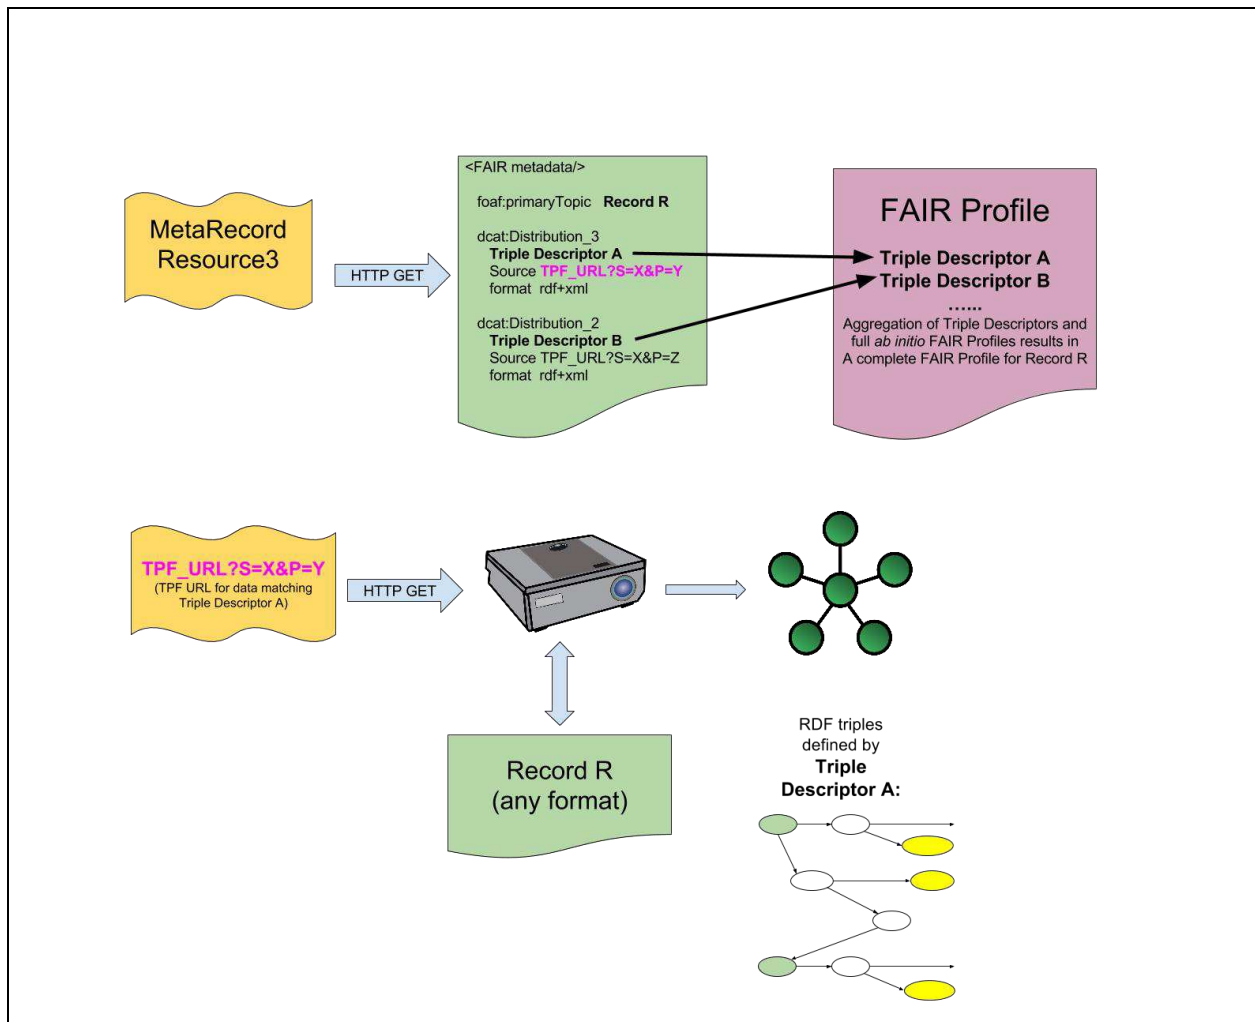 MetaRecord
Resource3
HTTP GET
<FAIR metadata/>
foaf:primaryTopic Record R
dcat:Distribution_3
Triple Descriptor A
Source TPF_URL?S=X&P=Y
format rdf+xml
dcat:Distribution_2
Triple Descriptor B
Source TPF_URL?S=X&P=Z
format rdf+xml
FAIR Profile
Triple Descriptor A
Triple Descriptor B
......
Aggregation of Triple Descriptors and
full ab initio FAIR Profiles results in
A complete FAIR Profile for Record R
TPF_URL?S=X&P=Y
(TPF URL for data matching
Triple Descriptor A)
HTTP GET
Record R
(any format)
RDF triples
defined by
Triple
Descriptor A: